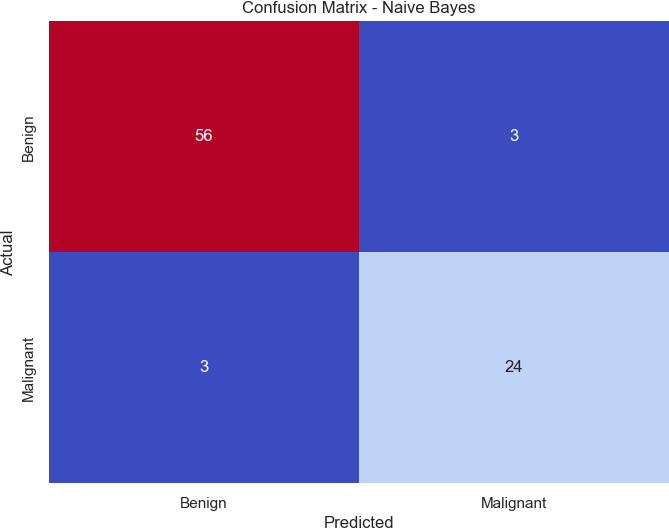 Confusion Matrix - Naive Bayes
Actual
Benign
56
3
Malignant
3
24
Benign
Malignant
Predicted